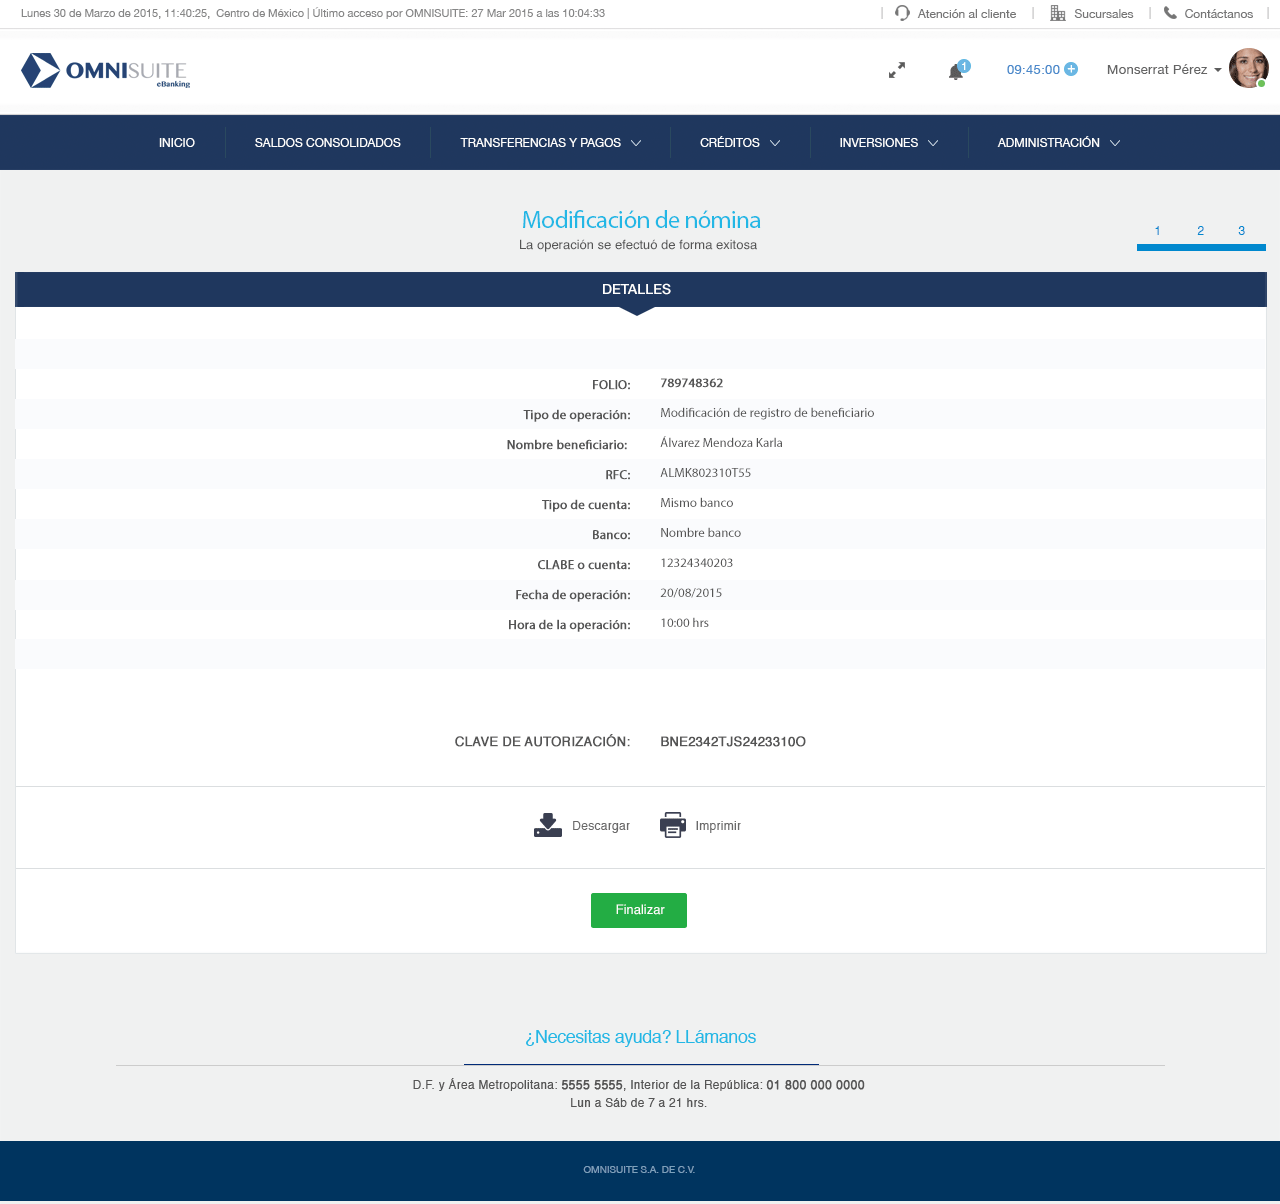 Lunes 30 de Marzo de 2015, 11:40:25, Centro de México | Último acceso por OMNISUITE: 27 Mar 2015 a las 10:04:33 | Atención al cliente | Sucursales | Contáctanos |
OMNISUITE
eBanking
1
09:45:00
Monserrat Pérez
INICIO SALDOS CONSOLIDADOS TRANSFERENCIAS Y PAGOS CRÉDITOS INVERSIONES ADMINISTRACIÓN
Modificación de nómina
La operación se efectuó de forma exitosa
1 2 3
DETALLES
FOLIO: 789748362
Tipo de operación: Modificación de registro de beneficiario
Nombre beneficiario: Álvarez Mendoza Karla
RFC: ALMK802310T55
Tipo de cuenta: Mismo banco
Banco: Nombre banco
CLABE o cuenta: 12324340203
Fecha de operación: 20/08/2015
Hora de la operación: 10:00 hrs
CLAVE DE AUTORIZACIÓN: BNE2342TJS2423310O
Descargar Imprimir
Finalizar
¿Necesitas ayuda? LLámanos
D.F. y Área Metropolitana: 5555 5555, Interior de la República: 01 800 000 0000
Lun a Sáb de 7 a 21 hrs.
OMNISUITE S.A. DE C.V.